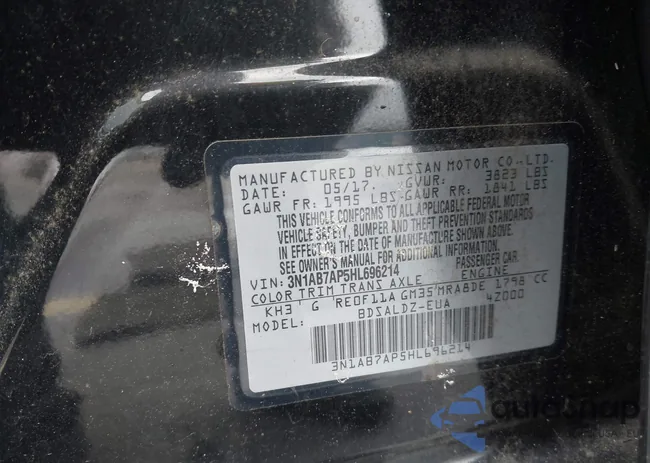 MANUFACTURED BY NISSAN MOTOR CO., LTD.
DATE: 05/17. GVWR: 3823 LBS
GAWR FR: 1995 LBS-GAWR RR: 1841 LBS
THIS VEHICLE CONFORMS TO ALL APPLICABLE FEDERAL MOTOR
VEHICLE SAFETY, BUMPER AND THEFT PREVENTION STANDARDS
IN EFFECT ON THE DATE OF MANUFACTURE SHOWN ABOVE.
SEE OWNER'S MANUAL FOR ADDITIONAL INFORMATION
VIN: 3N1AB7AP5HL696214 PASSENGER CAR
COLOR TRIM TRANS AXLE ENGINE
KH3 G RE0F11A GM35 MRA8DE 1798 CC
MODEL: BDSALDZ-EUA 4Z000
3N1AB7AP5HL696214
autosnap